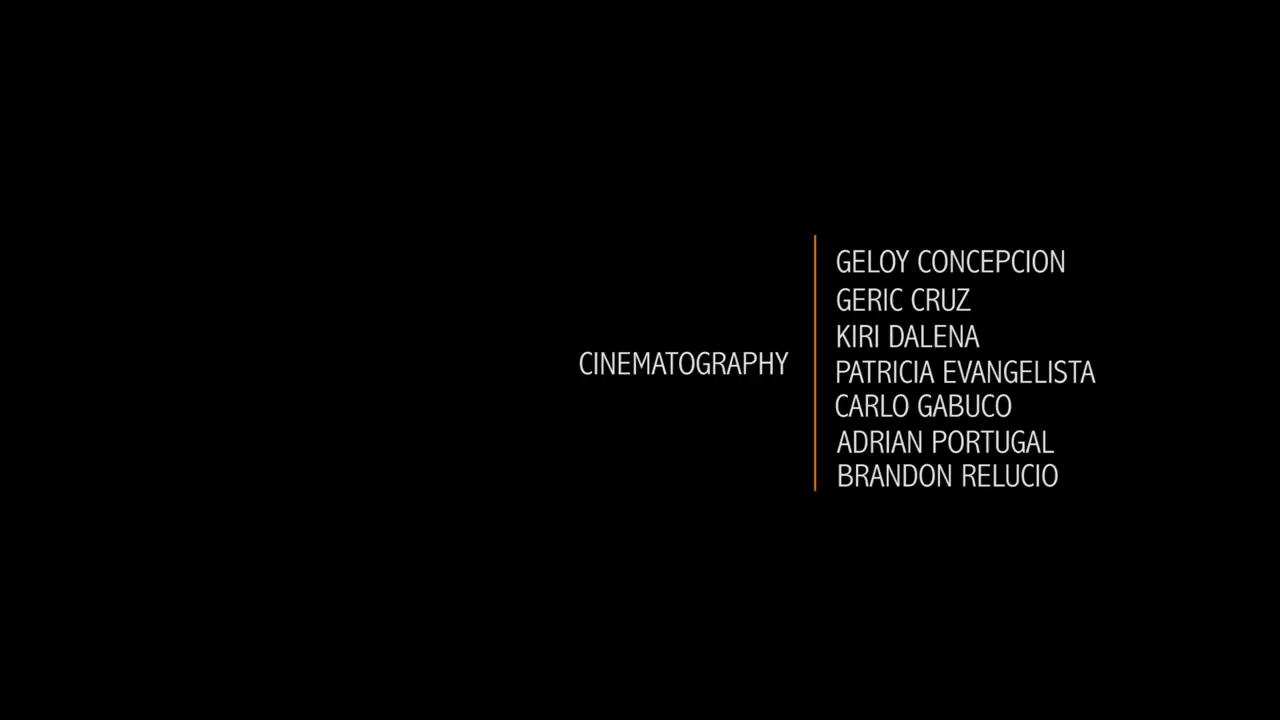 CINEMATOGRAPHY
GELOY CONCEPCION
GERIC CRUZ
KIRI DALENA
PATRICIA EVANGELISTA
CARLO GABUCO
ADRIAN PORTUGAL
BRANDON RELUCIO